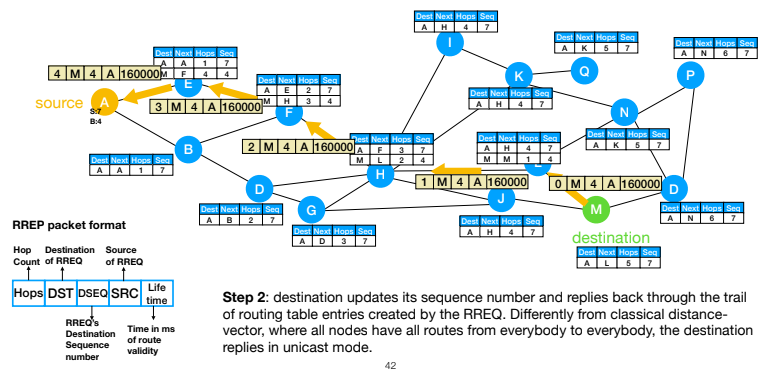 Dest Next Hops Seq
A H 4 7
I
Dest Next Hops Seq
A K 5 7
Q
Dest Next Hops Seq
A N 6 7
P
Dest Next Hops Seq
A A 1 7
M F 4 4
E
4 M 4 A 160000
source
A
S:7
B:4
3 M 4 A 160000
Dest Next Hops Seq
A E 2 7
M H 3 4
F
K
Dest Next Hops Seq
A H 4 7
N
Dest Next Hops Seq
A K 5 7
2 M 4 A 160000
Dest Next Hops Seq
A F 3 7
M L 2 4
H
Dest Next Hops Seq
A H 4 7
M M 1 4
B
Dest Next Hops Seq
A A 1 7
1 M 4 A 160000
0 M 4 A 160000
D
Dest Next Hops Seq
A B 2 7
G
Dest Next Hops Seq
A D 3 7
J
Dest Next Hops Seq
A H 4 7
M
destination
Dest Next Hops Seq
A L 5 7
D
Dest Next Hops Seq
A N 6 7
RREP packet format
Hop
Count
Destination
of RREQ
Source
of RREQ
Hops DST DSEQ SRC Life
time
RREQ's
Destination
Sequence
number
Time in ms
of route
validity
Step 2: destination updates its sequence number and replies back through the trail
of routing table entries created by the RREQ. Differently from classical distance-
vector, where all nodes have all routes from everybody to everybody, the destination
replies in unicast mode.
42